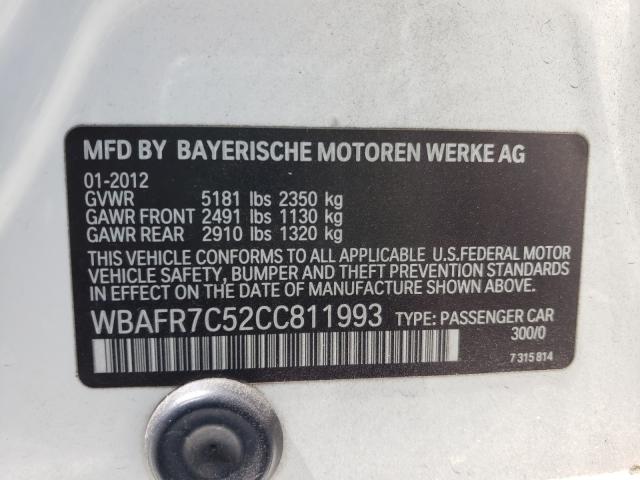 MFD BY BAYERISCHE MOTOREN WERKE AG
01-2012
GVWR 5181 lbs 2350 kg
GAWR FRONT 2491 lbs 1130 kg
GAWR REAR 2910 lbs 1320 kg
THIS VEHICLE CONFORMS TO ALL APPLICABLE U.S.FEDERAL MOTOR
VEHICLE SAFETY, BUMPER AND THEFT PREVENTION STANDARDS
IN EFFECT ON THE DATE OF MANUFACTURE SHOWN ABOVE.
WBAFR7C52CC811993 TYPE: PASSENGER CAR
300/0
7 315 814